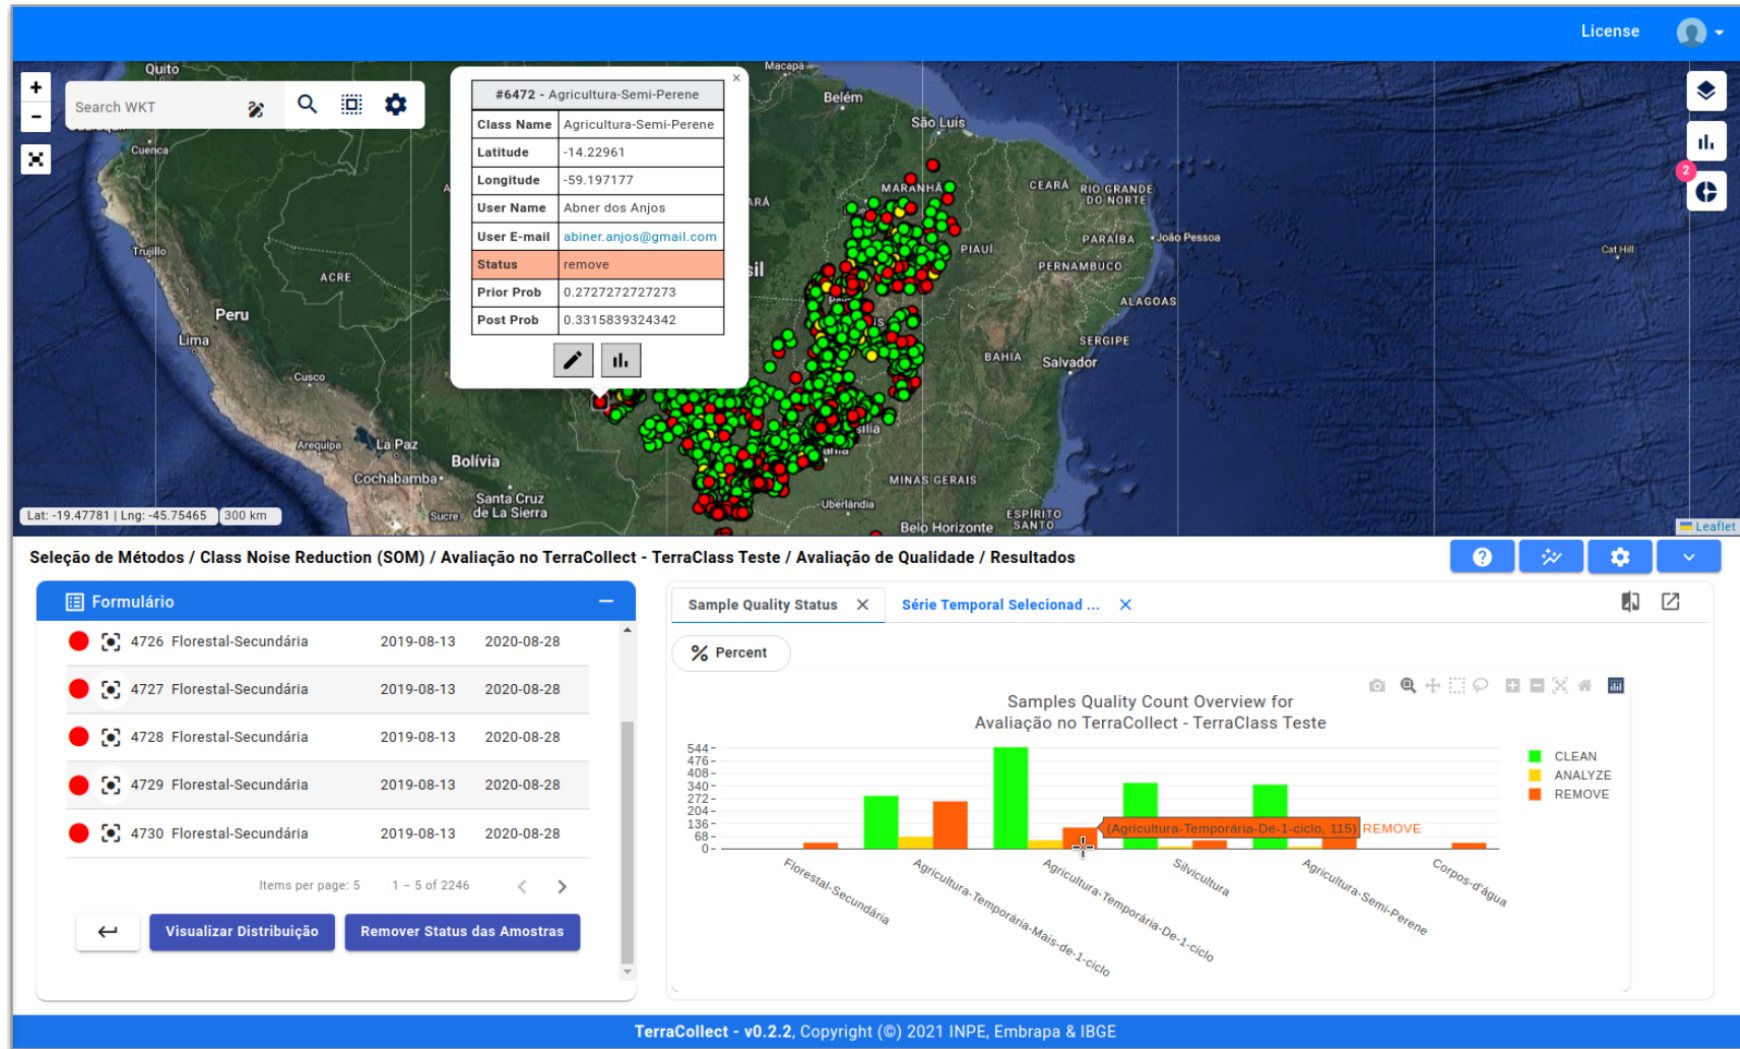 License
+
-
Search WKT
Quito
Cuenca
Trujillo
ACRE
Peru
Lima
Cusco
Arequipa
La Paz
Bolívia
Cochabamba
Santa Cruz
de La Sierra
Sucre
Macapá
Belém
São Luís
MARANHÃ
CEARÁ
RIO GRANDE
DO NORTE
PARAÍBA
João Pessoa
PIAUÍ
PERNAMBUCO
ALAGOAS
SERGIPE
BAHIA
Salvador
MINAS GERAIS
Uberlândia
Belo Horizonte
ESPÍRITO
SANTO
Cat Hill
2
×
#6472 - Agricultura-Semi-Perene
Class Name Agricultura-Semi-Perene
Latitude -14.22961
Longitude -59.197177
User Name Abner dos Anjos
User E-mail abiner.anjos@gmail.com
Status remove
Prior Prob 0.2727272727273
Post Prob 0.3315839324342
Lat: -19.47781 | Lng: -45.75465 300 km
Leaflet
Seleção de Métodos / Class Noise Reduction (SOM) / Avaliação no TerraCollect - TerraClass Teste / Avaliação de Qualidade / Resultados
Formulário
4726 Florestal-Secundária 2019-08-13 2020-08-28
4727 Florestal-Secundária 2019-08-13 2020-08-28
4728 Florestal-Secundária 2019-08-13 2020-08-28
4729 Florestal-Secundária 2019-08-13 2020-08-28
4730 Florestal-Secundária 2019-08-13 2020-08-28
Items per page: 5 1 – 5 of 2246
Visualizar Distribuição
Remover Status das Amostras
Sample Quality Status
Série Temporal Selecionad ...
% Percent
Samples Quality Count Overview for
Avaliação no TerraCollect - TerraClass Teste
544
476
408
340
272
204
136
68
0
(Agricultura-Temporária-De-1-ciclo, 115) REMOVE
CLEAN
ANALYZE
REMOVE
Florestal-Secundária
Agricultura-Temporária-Mais-de-1-ciclo
Agricultura-Temporária-De-1-ciclo
Silvicultura
Agricultura-Semi-Perene
Corpos-d'água
TerraCollect - v0.2.2, Copyright (©) 2021 INPE, Embrapa & IBGE